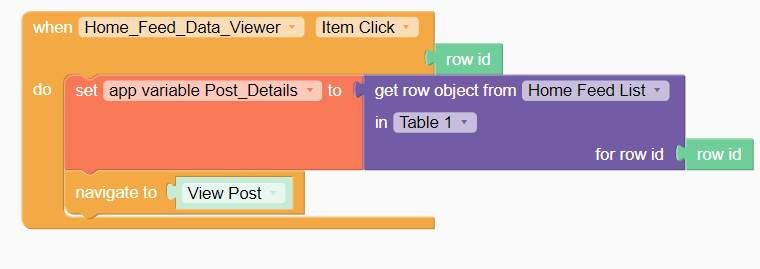 when Home_Feed_Data_Viewer Item Click
row id
do set app variable Post_Details to get row object from Home Feed List
in Table 1
for row id row id
navigate to View Post